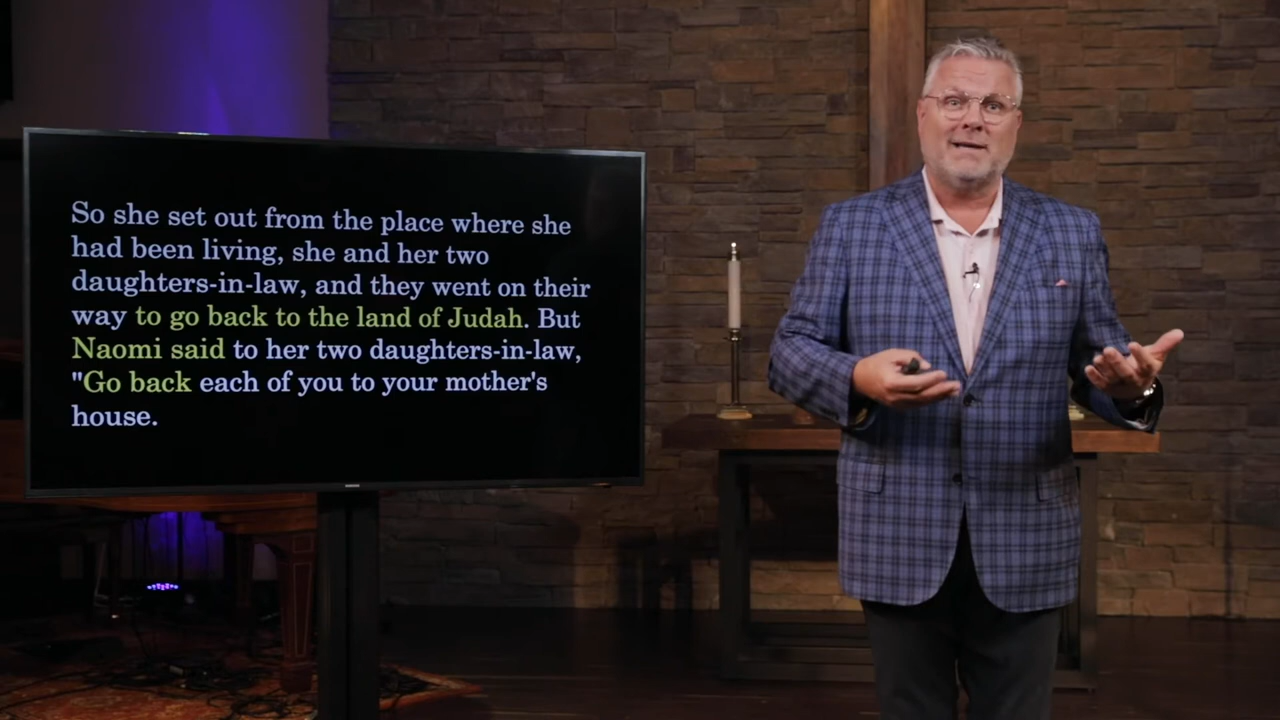 So she set out from the place where she
had been living, she and her two
daughters-in-law, and they went on their
way to go back to the land of Judah. But
Naomi said to her two daughters-in-law,
"Go back each of you to your mother's
house.